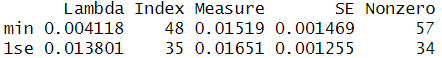 Lambda Index Measure SE Nonzero
min 0.004118 48 0.01519 0.001469 57
1se 0.013801 35 0.01651 0.001255 34